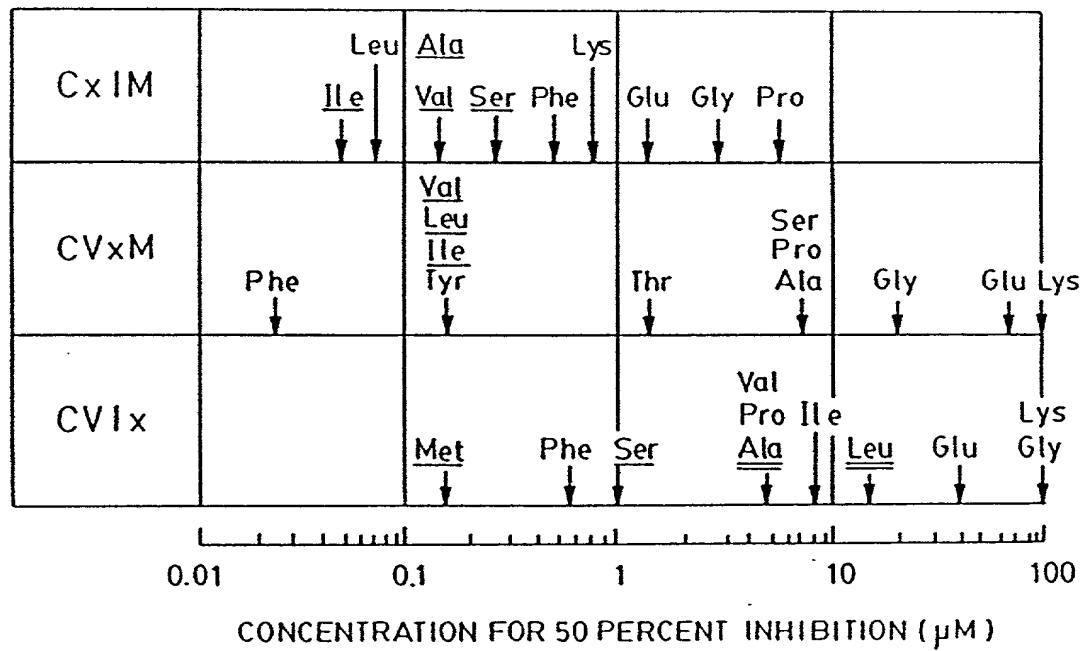 Leu Ala Lys
CxIM
Ile Val Ser Phe Glu Gly Pro
Val
Leu Ser
CVxM Ile Pro
Phe Tyr Thr Ala Gly Glu Lys
Val
CVIx Pro Ile Lys
Met Phe Ser Ala Leu Glu Gly
0.01 0.1 1 10 100
CONCENTRATION FOR 50 PERCENT INHIBITION (µM)